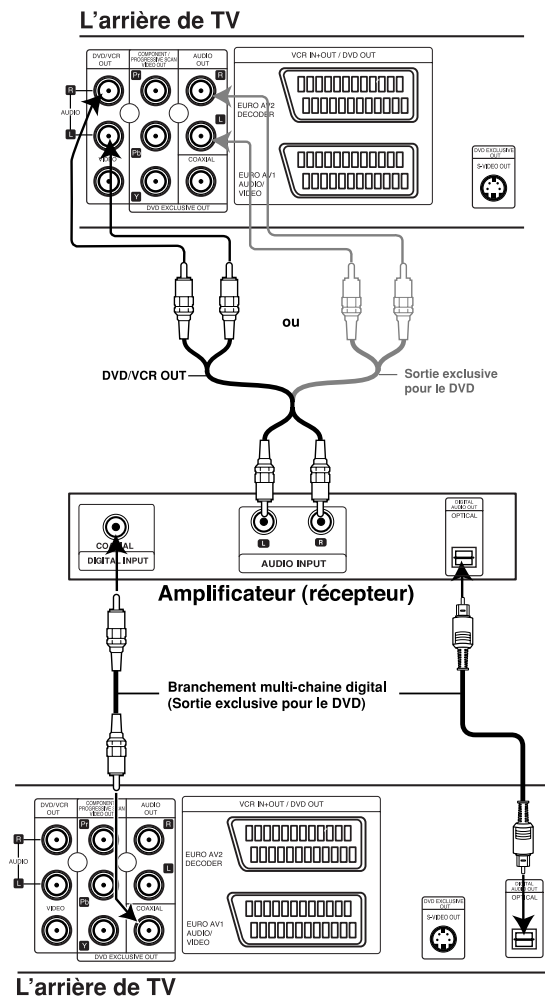 L'arrière de TV
DVD/VCR
OUT
COMPONENT/
PROGRESSIVE SCAN
VIDEO OUT
AUDIO
OUT
VCR IN+OUT / DVD OUT
Pr
R
R
AUDIO
EURO AV2
DECODER
L
L
DVD EXCLUSIVE
OUT
VIDEO
Pb
COAXIAL
S-VIDEO OUT
EURO AV1
AUDIO/
VIDEO
Y
DVD EXCLUSIVE OUT
ou
DVD/VCR OUT
Sortie exclusive
pour le DVD
DIGITAL
AUDIO OUT
OPTICAL
COAXIAL
DIGITAL INPUT
L
R
AUDIO INPUT
Amplificateur (récepteur)
Branchement multi-chaine digital
(Sortie exclusive pour le DVD)
DVD/VCR
OUT
COMPONENT/
PROGRESSIVE SCAN
VIDEO OUT
AUDIO
OUT
VCR IN+OUT / DVD OUT
Pr
R
R
AUDIO
EURO AV2
DECODER
L
L
DIGITAL
AUDIO OUT
OPTICAL
VIDEO
Pb
COAXIAL
DVD EXCLUSIVE
OUT
S-VIDEO OUT
EURO AV1
AUDIO/
VIDEO
Y
DVD EXCLUSIVE OUT
L'arrière de TV